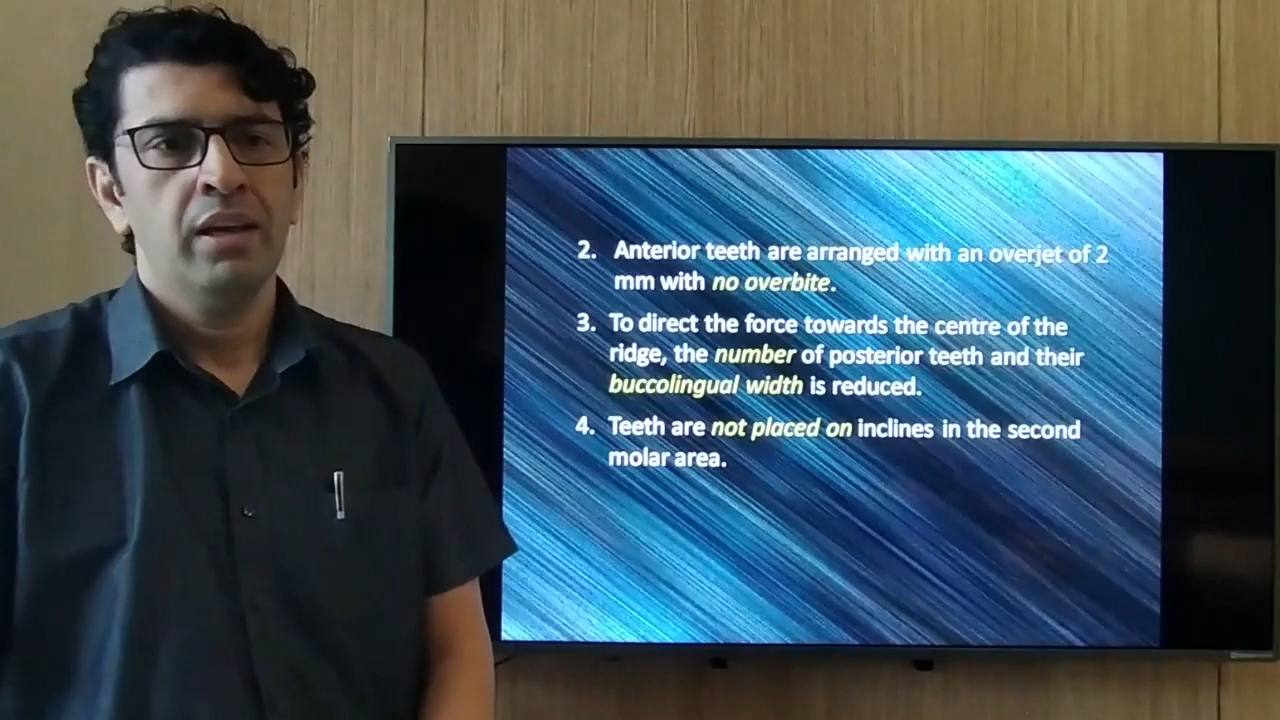 2. Anterior teeth are arranged with an overjet of 2
mm with no overbite.
3. To direct the force towards the centre of the
ridge, the number of posterior teeth and their
buccolingual width is reduced.
4. Teeth are not placed on inclines in the second
molar area.